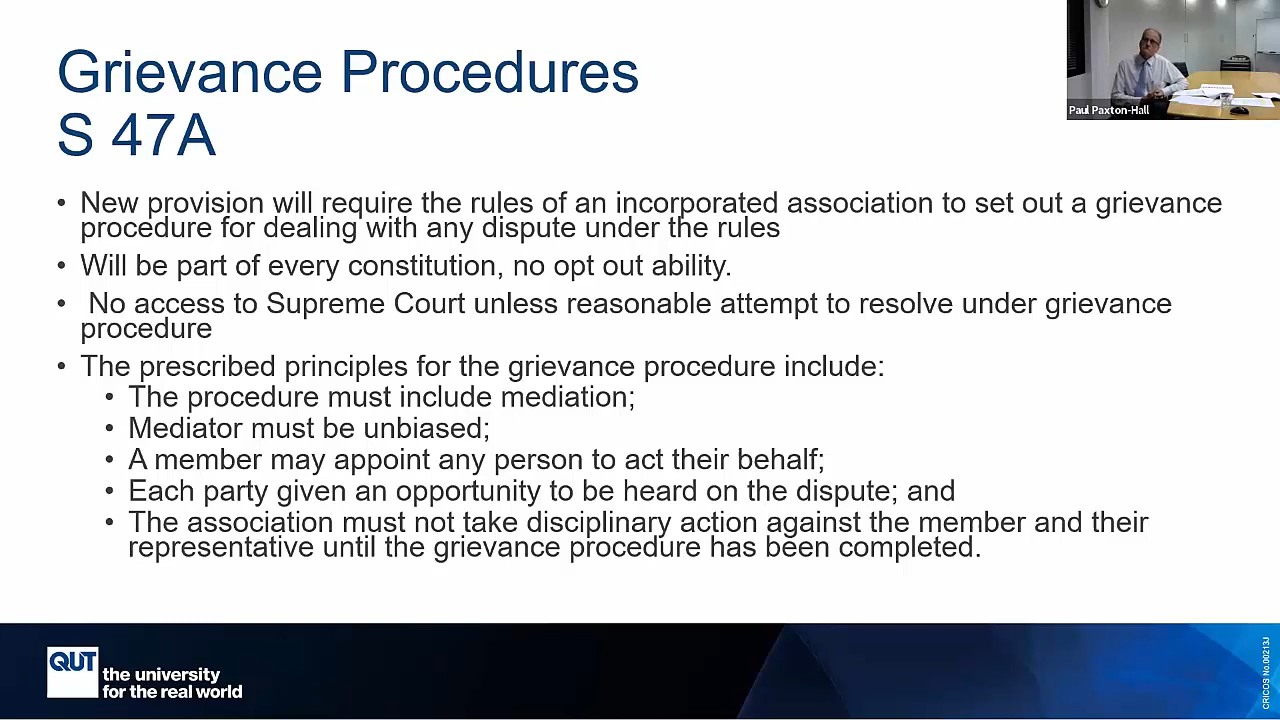 Grievance Procedures
S 47A
Paul Paxton-Hall
• New provision will require the rules of an incorporated association to set out a grievance
procedure for dealing with any dispute under the rules
• Will be part of every constitution, no opt out ability.
• No access to Supreme Court unless reasonable attempt to resolve under grievance
procedure
• The prescribed principles for the grievance procedure include:
• The procedure must include mediation;
• Mediator must be unbiased;
• A member may appoint any person to act their behalf;
• Each party given an opportunity to be heard on the dispute; and
• The association must not take disciplinary action against the member and their
representative until the grievance procedure has been completed.
QUT
the university
for the real world
CRICOS No.00213J